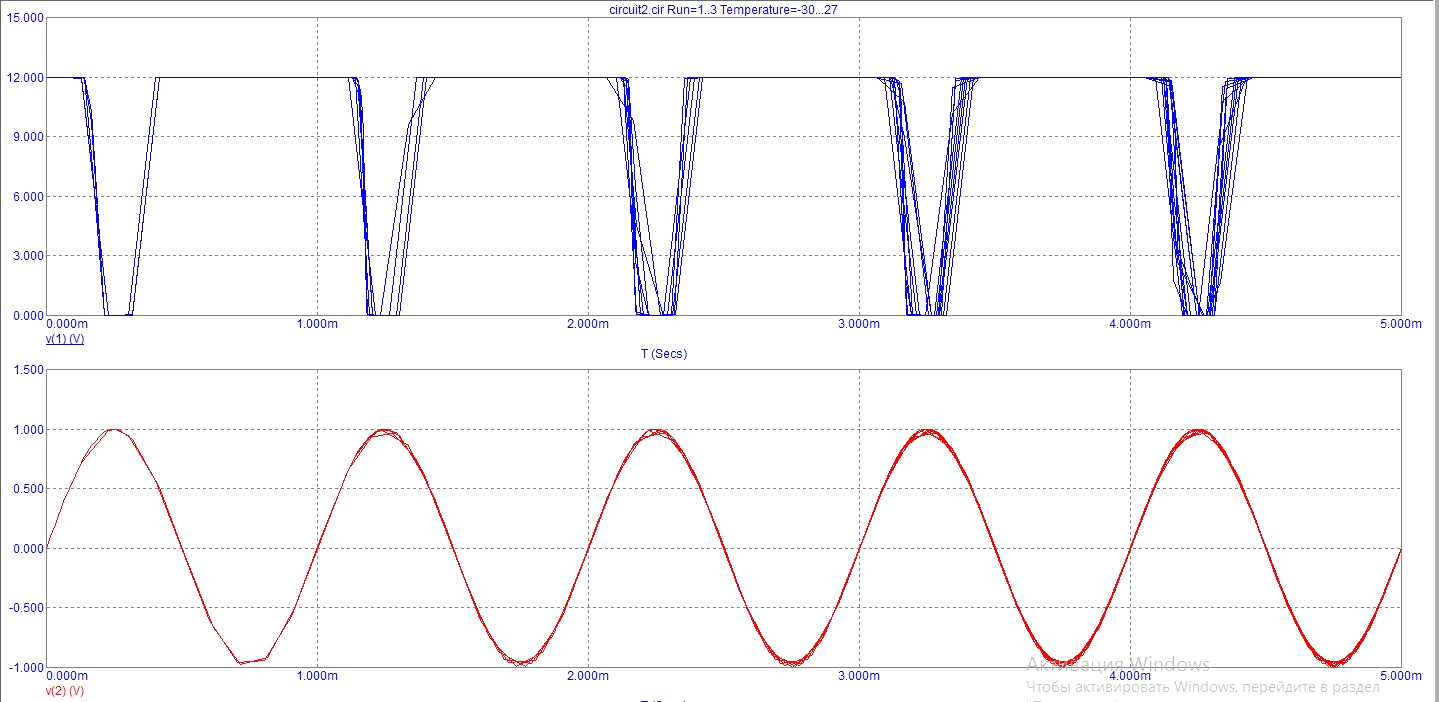 circuit2.cir Run=1..3 Temperature=-30...27
15.000
12.000
9.000
6.000
3.000
0.000
0.000m 1.000m 2.000m 3.000m 4.000m 5.000m
v(1) (V)
T (Secs)
1.500
1.000
0.500
0.000
-0.500
-1.000
0.000m 1.000m 2.000m 3.000m 4.000m 5.000m
v(2) (V)
Активация Windows
Чтобы активировать Windows, перейдите в раздел